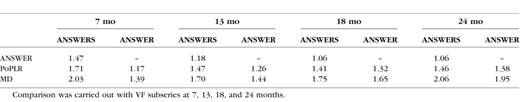 7 mo 13 mo 18 mo 24 mo
ANSWERS ANSWER ANSWERS ANSWER ANSWERS ANSWER ANSWERS ANSWER
ANSWER 1.47 – 1.18 – 1.06 – 1.06 –
PoPLR 1.71 1.17 1.47 1.26 1.41 1.32 1.46 1.38
MD 2.03 1.39 1.70 1.44 1.75 1.65 2.06 1.95
Comparison was carried out with VF subseries at 7, 13, 18, and 24 months.